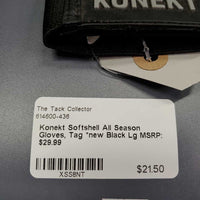 KONEKT
The Tack Collector
614600-436
Konekt Softshell All Season
Gloves, Tag *new Black Lg MSRP:
$29.99
XSS8NT
$21.50